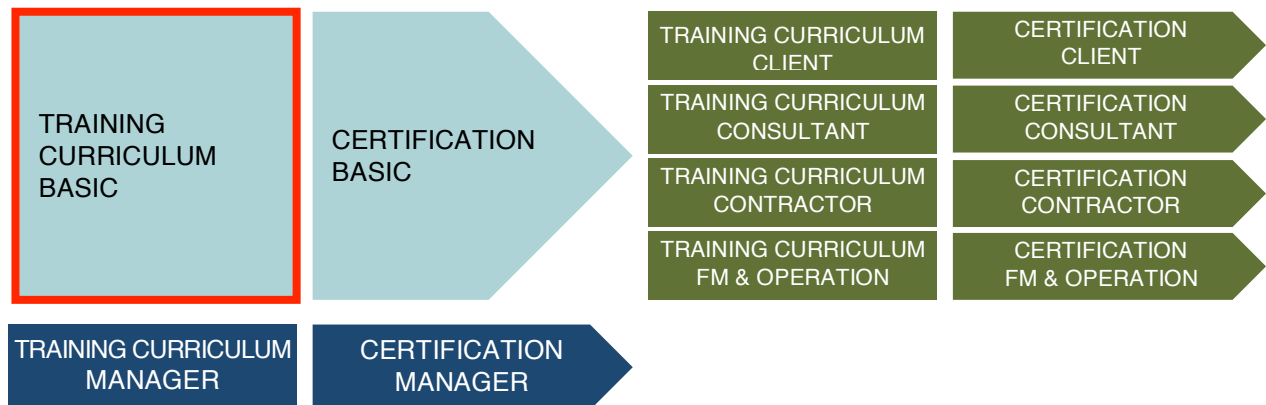 TRAINING
CURRICULUM
BASIC
CERTIFICATION
BASIC
TRAINING CURRICULUM
CLIENT
CERTIFICATION
CLIENT
TRAINING CURRICULUM
CONSULTANT
CERTIFICATION
CONSULTANT
TRAINING CURRICULUM
CONTRACTOR
CERTIFICATION
CONTRACTOR
TRAINING CURRICULUM
FM & OPERATION
CERTIFICATION
FM & OPERATION
TRAINING CURRICULUM
MANAGER
CERTIFICATION
MANAGER